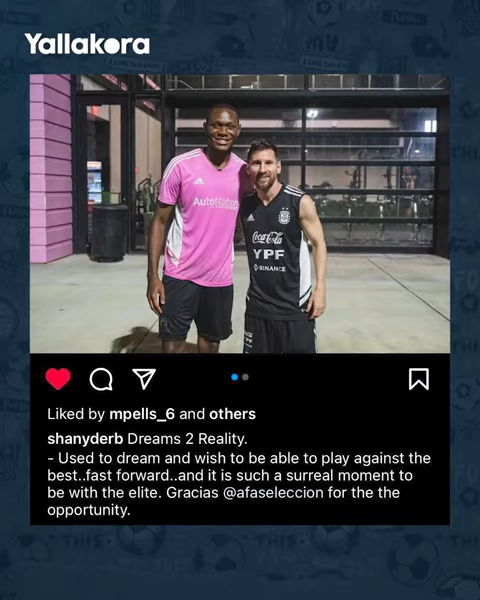 Yallakora
AutoNation
Coca-Cola
YPF
BINANCE
Liked by mpells_6 and others
shanyderb Dreams 2 Reality.
- Used to dream and wish to be able to play against the
best..fast forward..and it is such a surreal moment to
be with the elite. Gracias @afaseleccion for the the
opportunity.